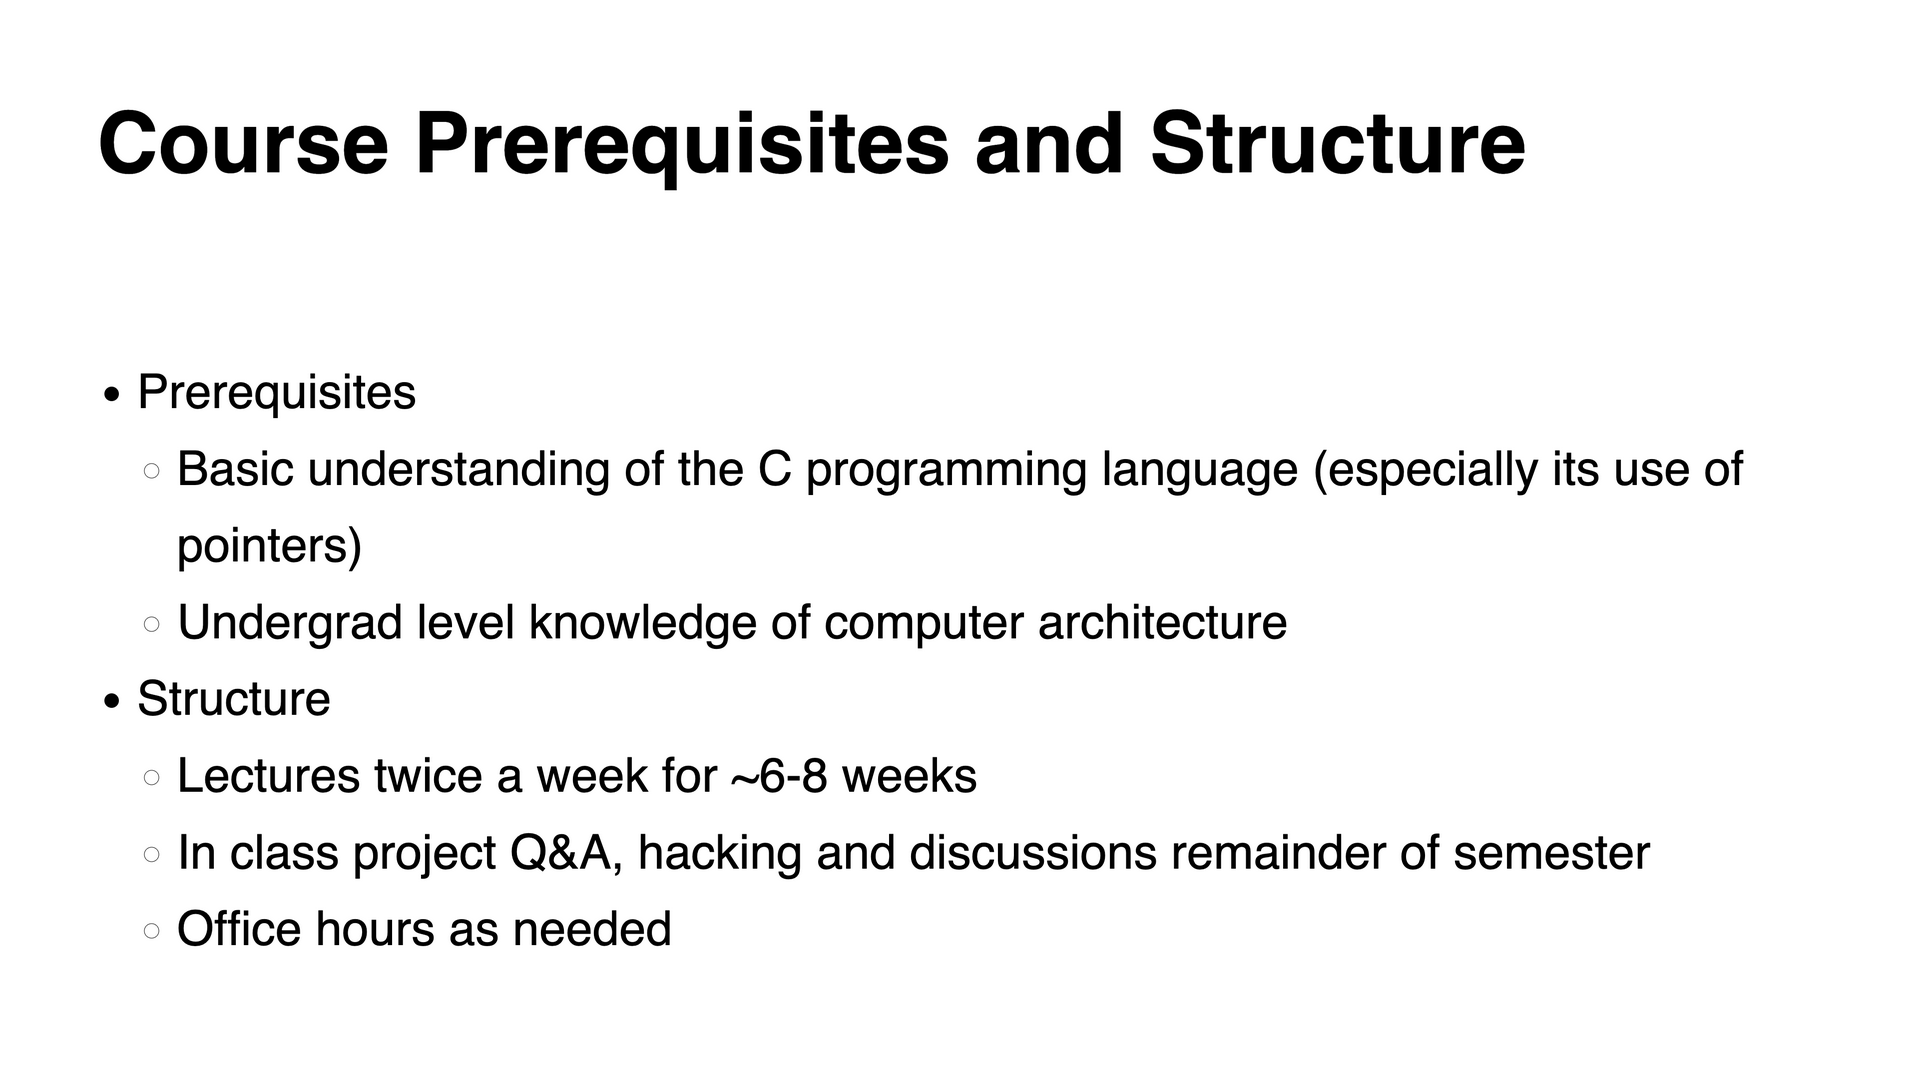 Course Prerequisites and Structure
• Prerequisites
○ Basic understanding of the C programming language (especially its use of
pointers)
○ Undergrad level knowledge of computer architecture
• Structure
○ Lectures twice a week for ~6-8 weeks
○ In class project Q&A, hacking and discussions remainder of semester
○ Office hours as needed